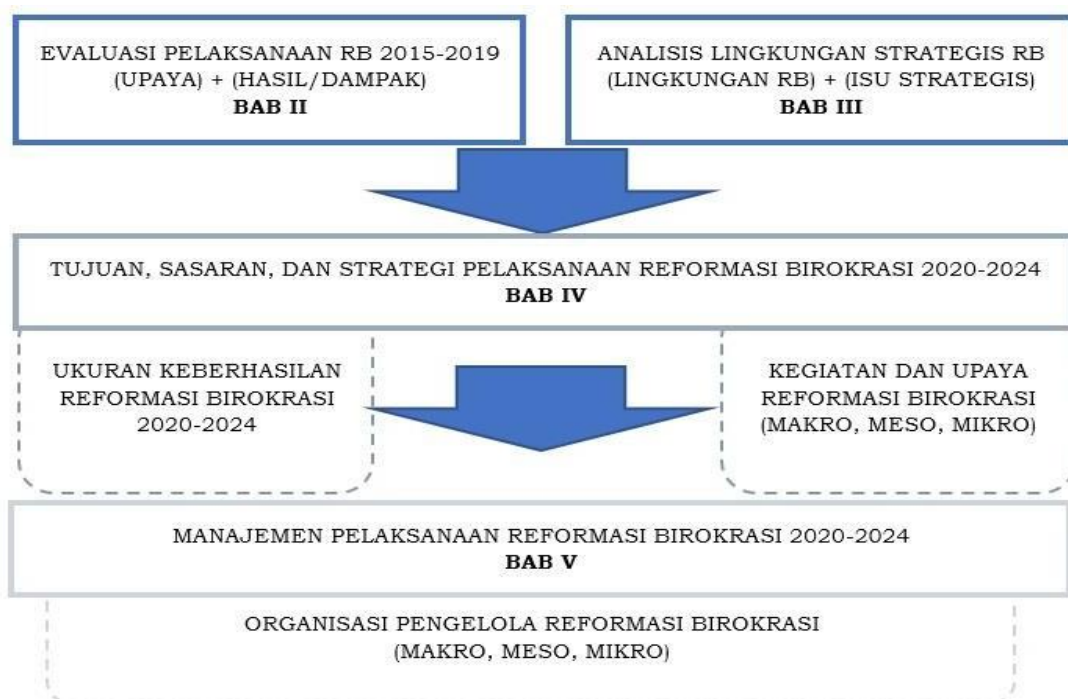 EVALUASI PELAKSANAAN RB 2015-2019
(UPAYA) + (HASIL/DAMPAK)
BAB II
ANALISIS LINGKUNGAN STRATEGIS RB
(LINGKUNGAN RB) + (ISU STRATEGIS)
BAB III
TUJUAN, SASARAN, DAN STRATEGI PELAKSANAAN REFORMASI BIROKRASI 2020-2024
BAB IV
UKURAN KEBERHASILAN
REFORMASI BIROKRASI
2020-2024
KEGIATAN DAN UPAYA
REFORMASI BIROKRASI
(MAKRO, MESO, MIKRO)
MANAJEMEN PELAKSANAAN REFORMASI BIROKRASI 2020-2024
BAB V
ORGANISASI PENGELOLA REFORMASI BIROKRASI
(MAKRO, MESO, MIKRO)